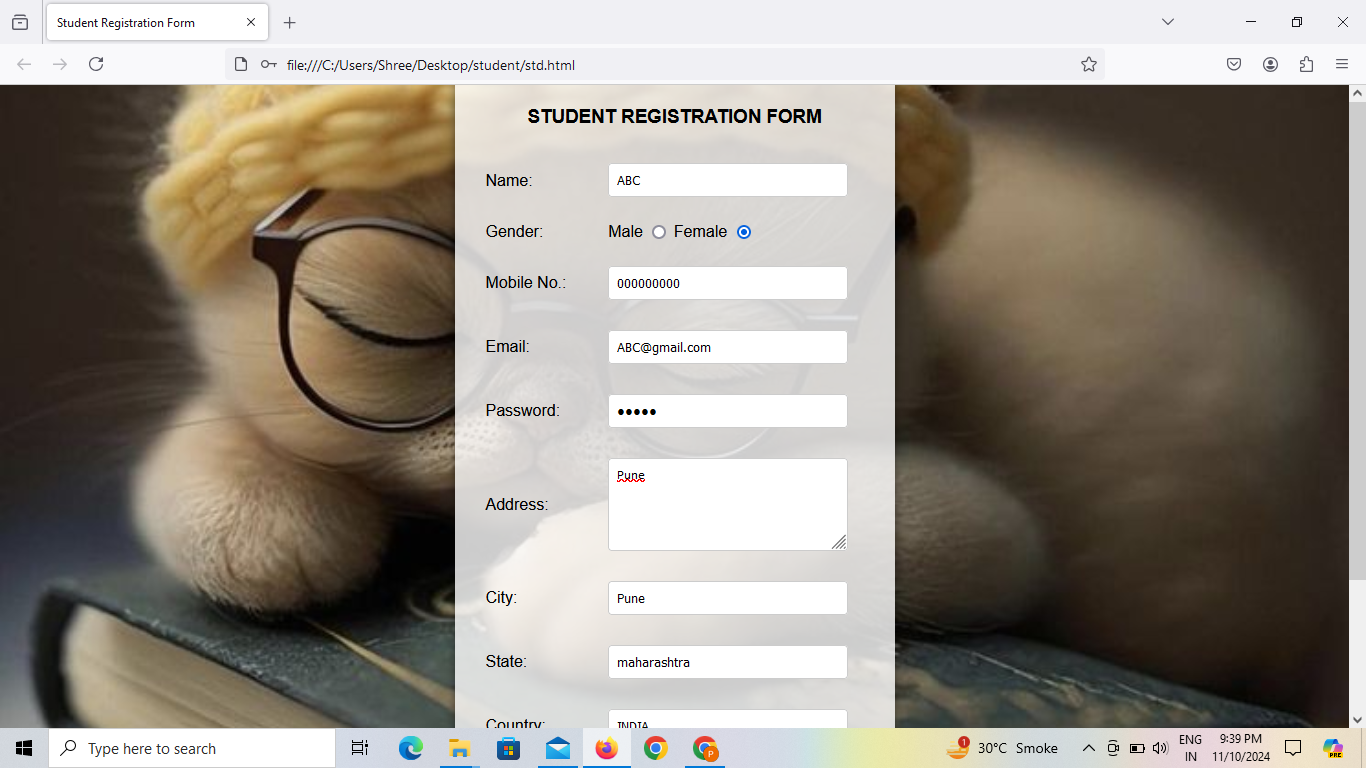 Student Registration Form
file:///C:/Users/Shree/Desktop/student/std.html
STUDENT REGISTRATION FORM
Name: ABC
Gender: Male Female
Mobile No.: 000000000
Email: ABC@gmail.com
Password: ●●●●●
Address: Pune
City: Pune
State: maharashtra
Country: INDIA
Type here to search
PRE
1
30°C Smoke
ENG
IN
9:39 PM
11/10/2024